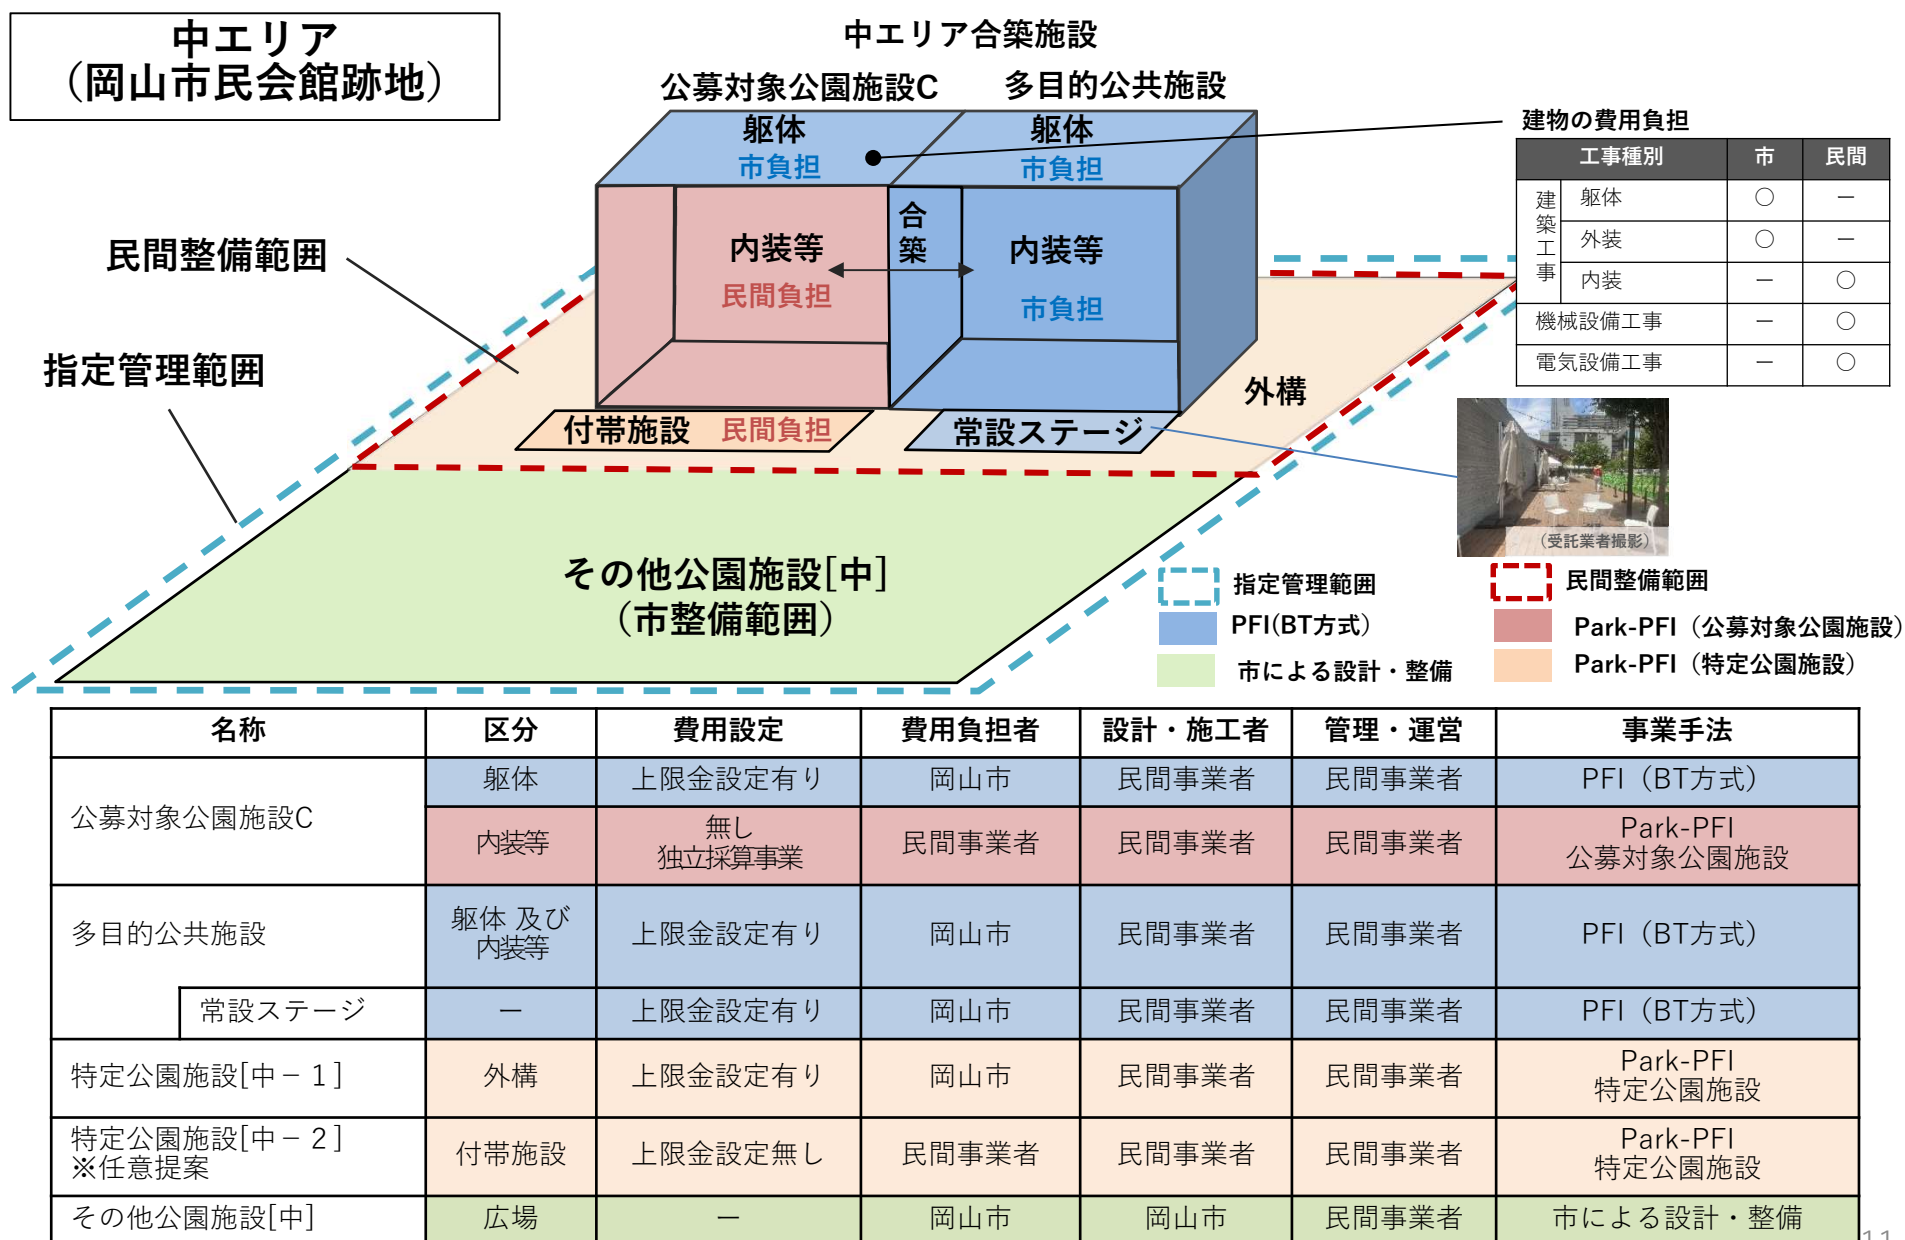 中エリア
（岡山市民会館跡地）
中エリア合築施設
公募対象公園施設C
多目的公共施設
躯体
市負担
躯体
市負担
合築
内装等
民間負担
内装等
市負担
民間整備範囲
指定管理範囲
外構
付帯施設 民間負担
常設ステージ
その他公園施設[中]
（市整備範囲）
建物の費用負担
工事種別 市 民間
建築工事
躯体 ○ ー
外装 ○ ー
内装 ー ○
機械設備工事 ー ○
電気設備工事 ー ○
（受託業者撮影）
指定管理範囲
民間整備範囲
PFI(BT方式）
Park-PFI（公募対象公園施設）
市による設計・整備
Park-PFI（特定公園施設）
名称 区分 費用設定 費用負担者 設計・施工者 管理・運営 事業手法
公募対象公園施設C
躯体 上限金設定有り 岡山市 民間事業者 民間事業者 PFI（BT方式）
内装等 無し
独立採算事業 民間事業者 民間事業者 民間事業者 Park-PFI
公募対象公園施設
多目的公共施設 躯体 及び
内装等 上限金設定有り 岡山市 民間事業者 民間事業者 PFI（BT方式）
常設ステージ ー 上限金設定有り 岡山市 民間事業者 民間事業者 PFI（BT方式）
特定公園施設[中－１] 外構 上限金設定有り 岡山市 民間事業者 民間事業者 Park-PFI
特定公園施設
特定公園施設[中－２]
※任意提案 付帯施設 上限金設定無し 民間事業者 民間事業者 民間事業者 Park-PFI
特定公園施設
その他公園施設[中] 広場 ー 岡山市 岡山市 民間事業者 市による設計・整備
11